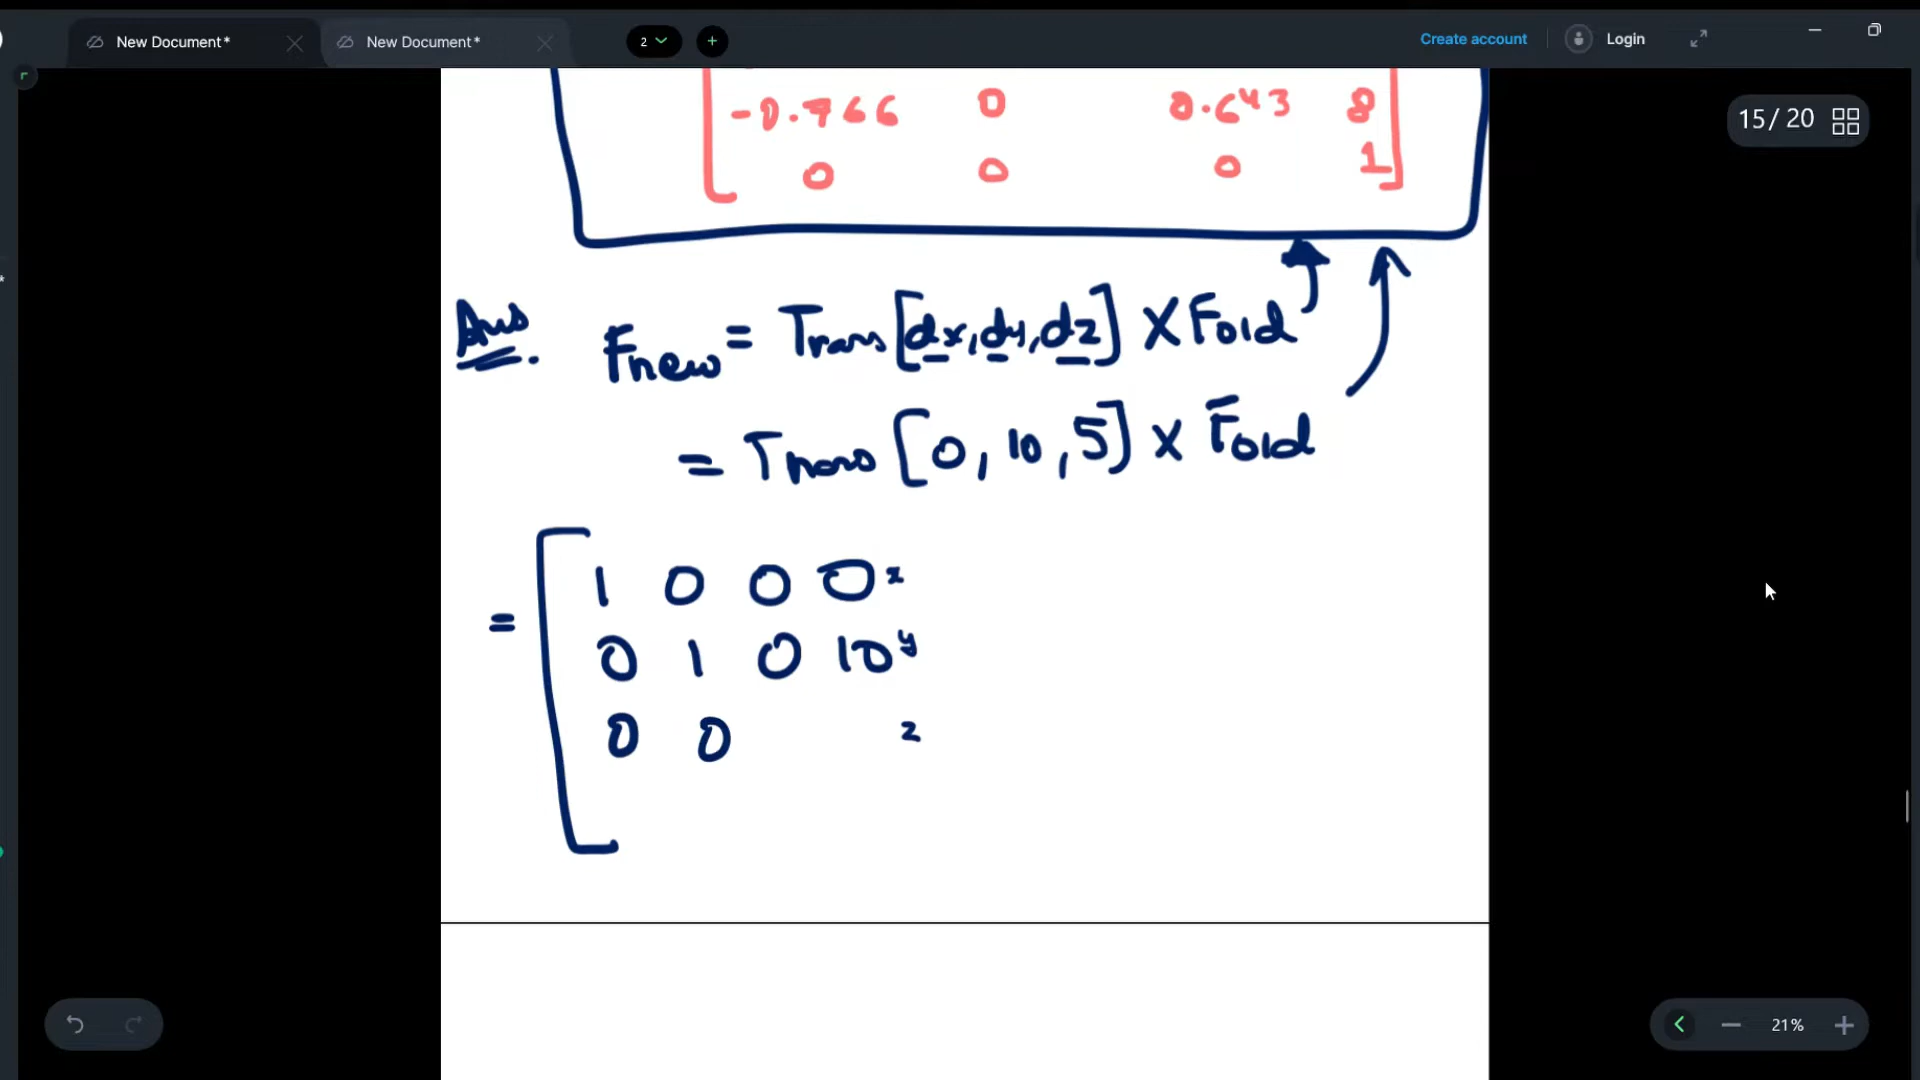 New Document* New Document* 2 Create account Login
15/ 20
-0.766 0 0.643 8
0 0 0 1
Ans. Fnew = Trans [dx, dy, dz] X Fold
= Trans [0, 10, 5] X Fold
= [ 1 0 0 0 x
0 1 0 10 y
0 0 z
21%